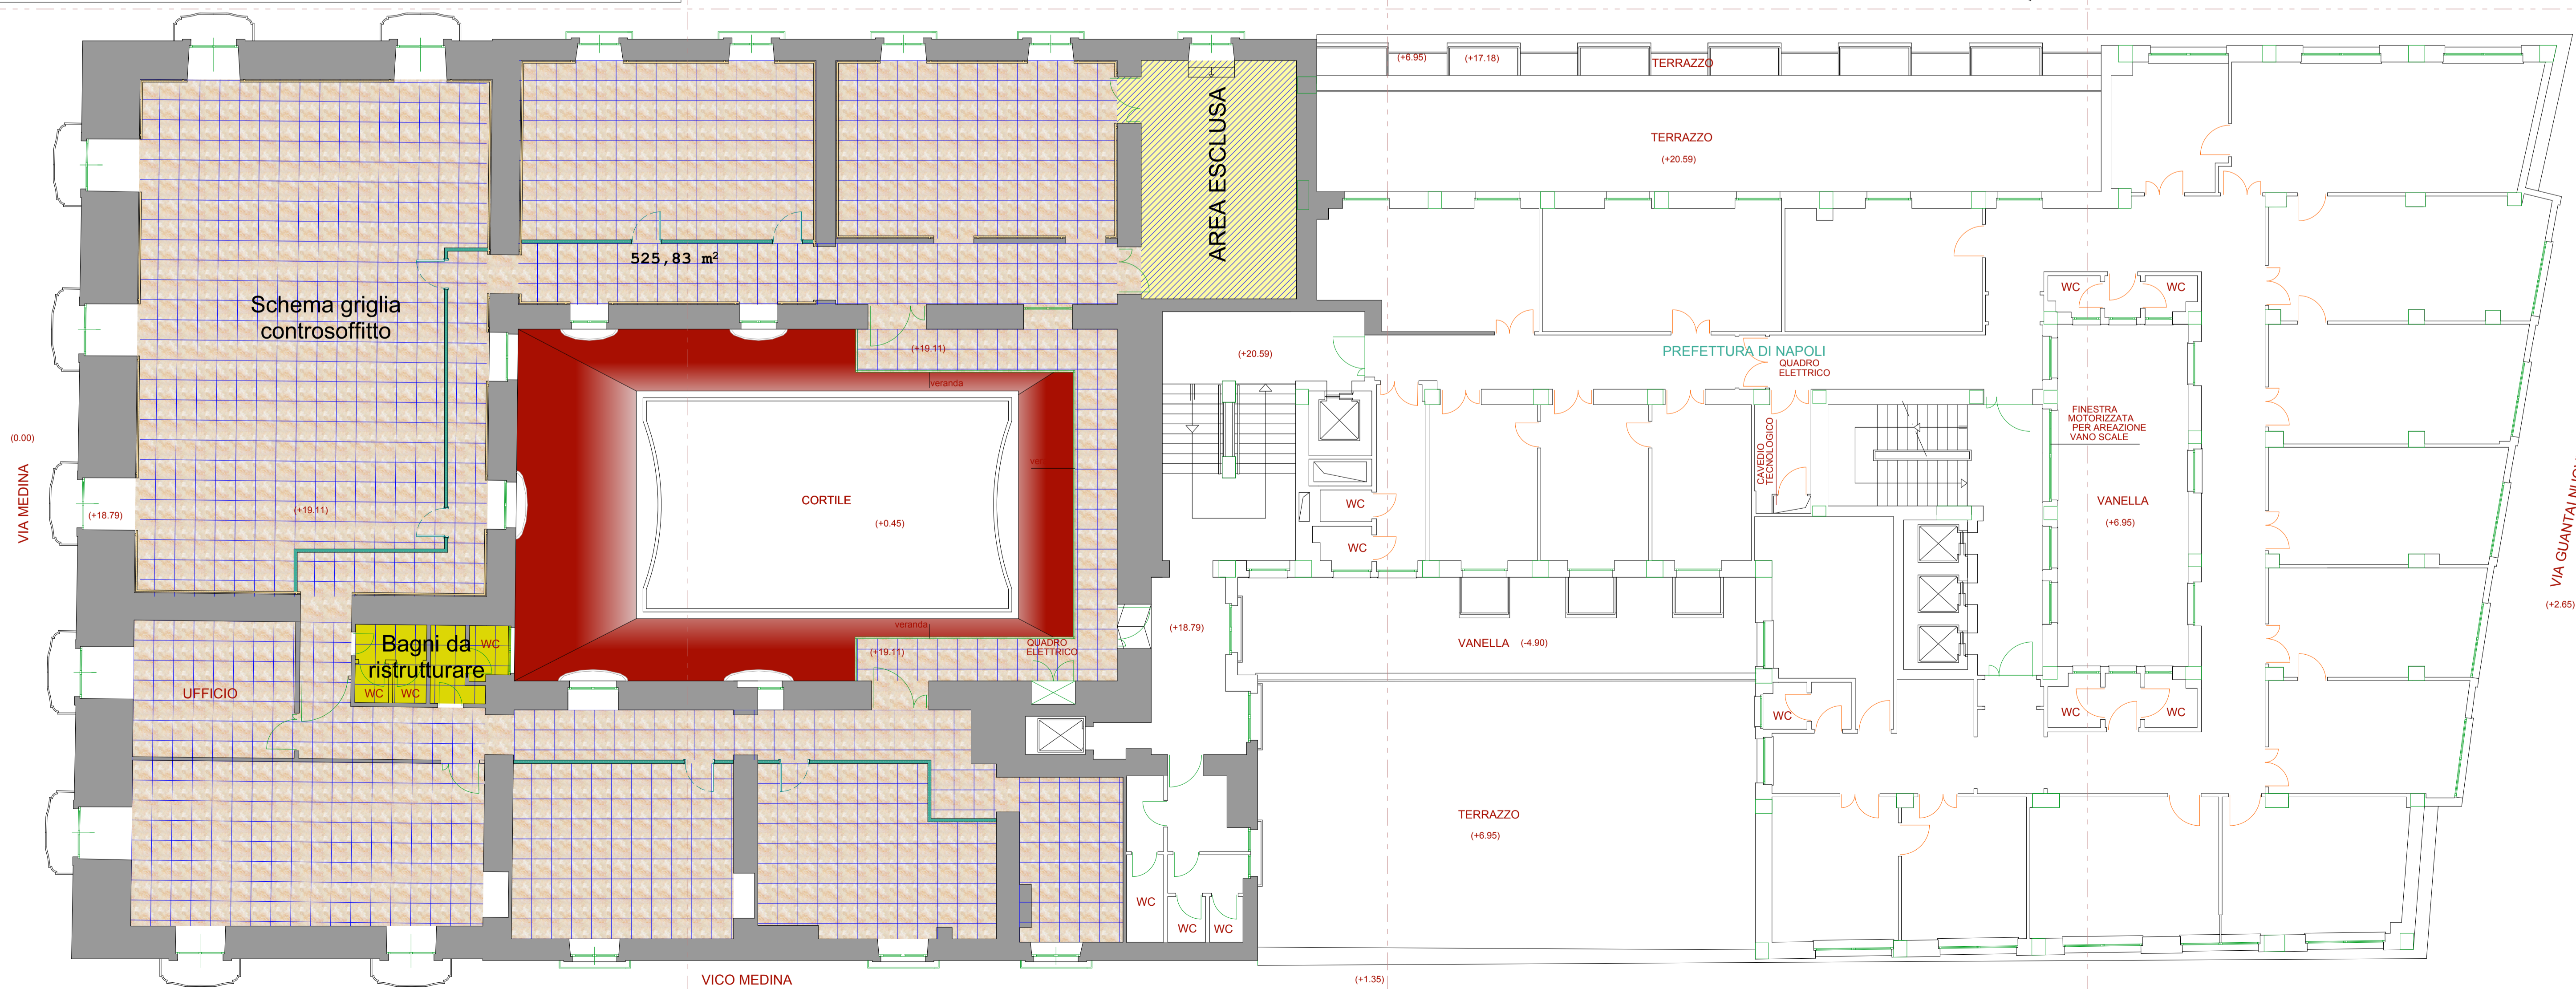 (+6.95)
(+17.18)
TERRAZZO
TERRAZZO
(+20.59)
AREA ESCLUSA
525,83 m²
Schema griglia
controsoffitto
(+19.11)
veranda
(+20.59)
PREFETTURA DI NAPOLI
QUADRO
ELETTRICO
WC
WC
FINESTRA
MOTORIZZATA
PER AREAZIONE
VANO SCALE
CAVEDIO
TECNOLOGICO
(0.00)
VIA MEDINA
(+18.79)
(+19.11)
CORTILE
(+0.45)
WC
WC
VANELLA
(+6.95)
VIA GUANTAI
(+2.65)
Bagni da
ristrutturare
WC
WC
WC
UFFICIO
veranda
(+19.11)
QUADRO
ELETTRICO
(+18.79)
VANELLA (-4.90)
WC
WC
WC
TERRAZZO
(+6.95)
WC
WC
WC
VICO MEDINA
(+1.35)